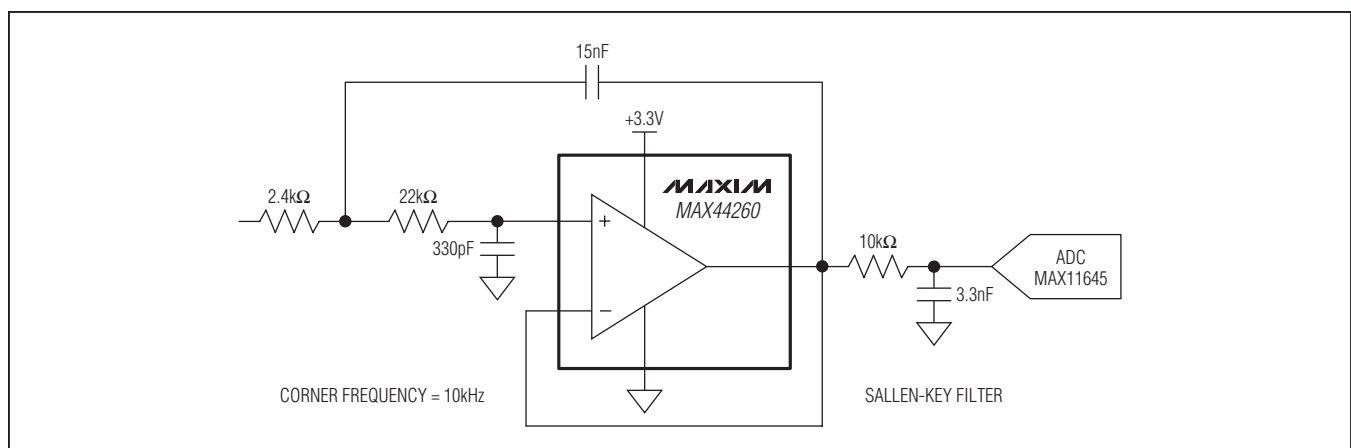 15nF
+3.3V
MAXIM
MAX44260
2.4kΩ
22kΩ
+
330pF
10kΩ
ADC
MAX11645
3.3nF
−
CORNER FREQUENCY = 10kHz
SALLEN-KEY FILTER